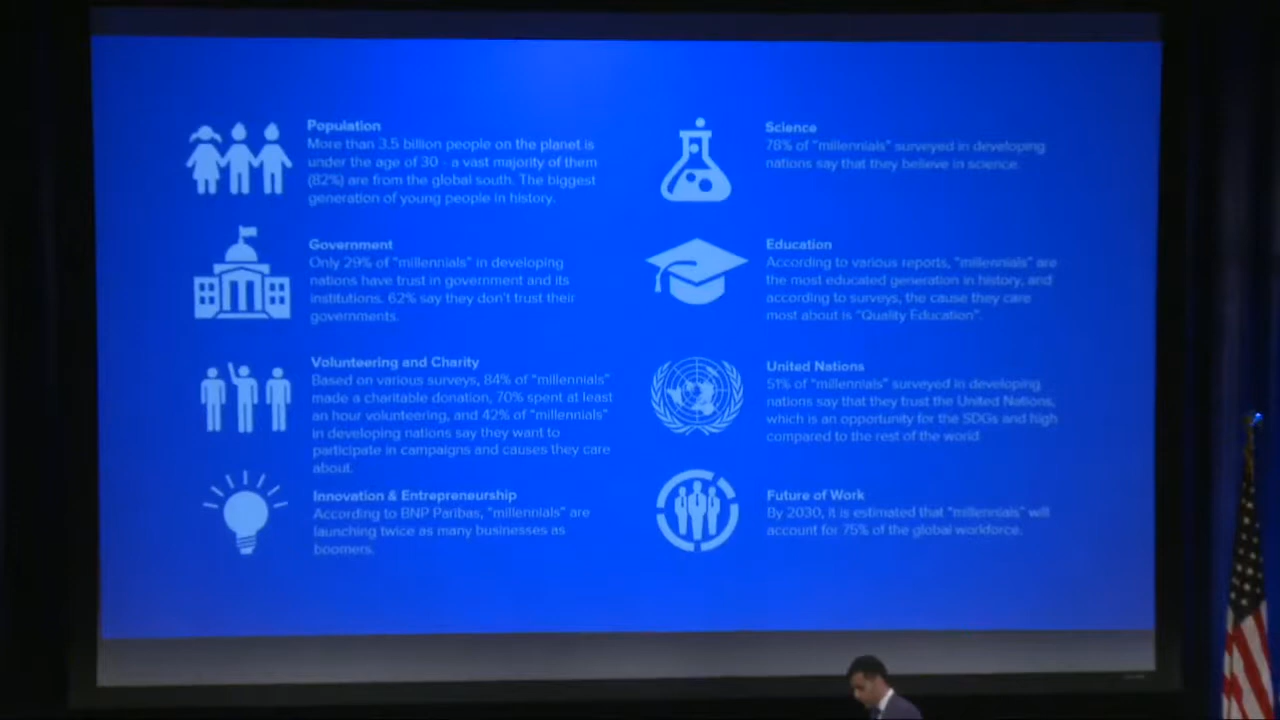 Population
More than 3.5 billion people on the planet is
under the age of 30 - a vast majority of them
(82%) are from the global south. The biggest
generation of young people in history.
Government
Only 29% of "millennials" in developing
nations have trust in government and its
institutions. 62% say they don't trust their
governments.
Volunteering and Charity
Based on various surveys, 84% of "millennials"
made a charitable donation, 70% spent at least
an hour volunteering, and 42% of "millennials"
in developing nations say they want to
participate in campaigns and causes they care
about.
Innovation & Entrepreneurship
According to BNP Paribas, "millennials" are
launching twice as many businesses as
boomers.
Science
78% of "millennials" surveyed in developing
nations say that they believe in science.
Education
According to various reports, "millennials" are
the most educated generation in history, and
according to surveys, the cause they care
most about is "Quality Education".
United Nations
51% of "millennials" surveyed in developing
nations say that they trust the United Nations,
which is an opportunity for the SDGs and high
compared to the rest of the world
Future of Work
By 2030, it is estimated that "millennials" will
account for 75% of the global workforce.